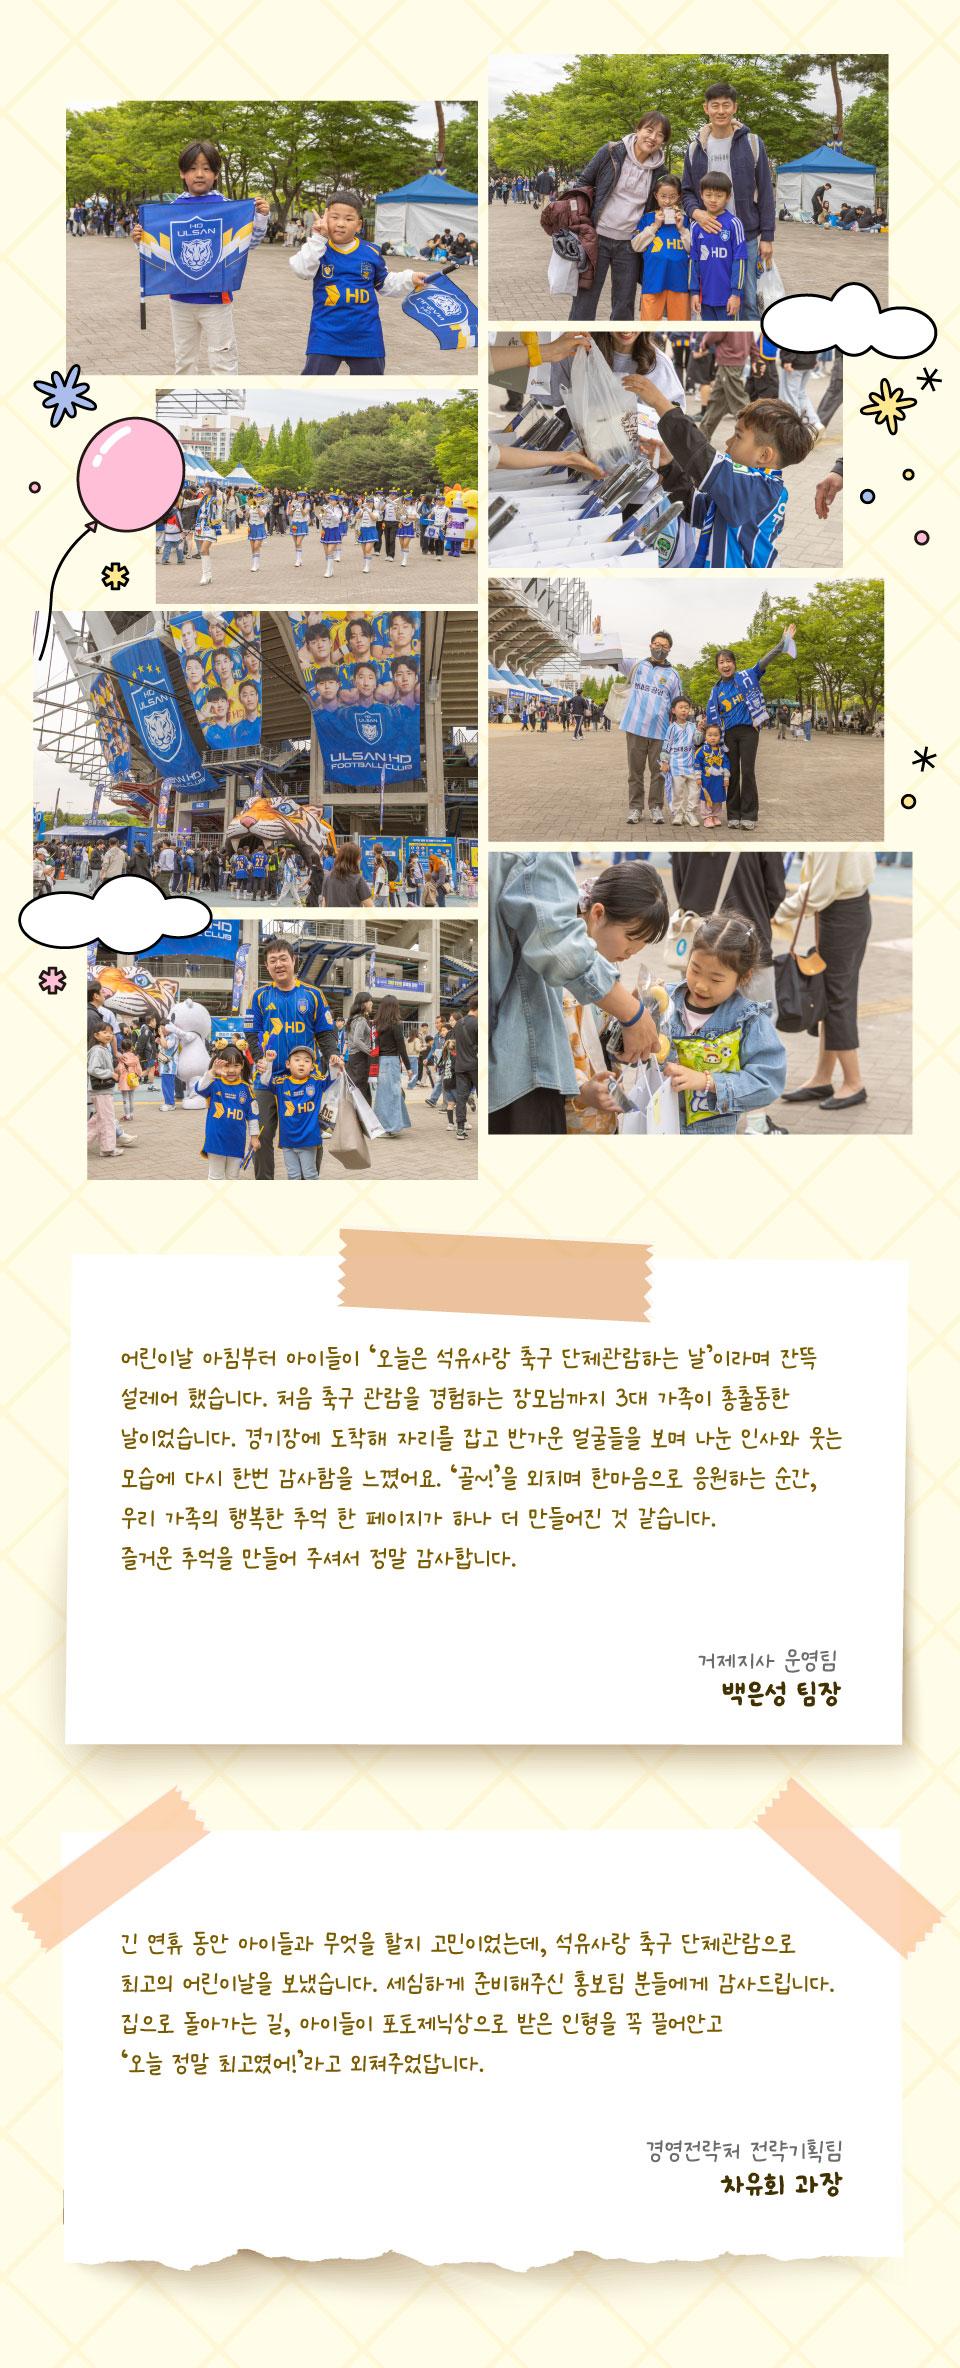 HD
ULSAN
HD
HD
HD
HD
HD
ULSAN
ULSAN HD
FOOTBALL CLUB
HD
HD
HD
HD
어린이날 아침부터 아이들이 ‘오늘은 석유사랑 축구 단체관람하는 날’이라며 잔뜩
설레어 했습니다. 처음 축구 관람을 경험하는 장모님까지 3대 가족이 총출동한
날이었습니다. 경기장에 도착해 자리를 잡고 반가운 얼굴들을 보며 나눈 인사와 웃는
모습에 다시 한번 감사함을 느꼈어요. ‘골~!’을 외치며 한마음으로 응원하는 순간,
우리 가족의 행복한 추억 한 페이지가 하나 더 만들어진 것 같습니다.
즐거운 추억을 만들어 주셔서 정말 감사합니다.
거제지사 운영팀
백은성 팀장
긴 연휴 동안 아이들과 무엇을 할지 고민이었는데, 석유사랑 축구 단체관람으로
최고의 어린이날을 보냈습니다. 세심하게 준비해주신 홍보팀 분들에게 감사드립니다.
집으로 돌아가는 길, 아이들이 포토제닉상으로 받은 인형을 꼭 끌어안고
‘오늘 정말 최고였어!’라고 외쳐주었답니다.
경영전략처 전략기획팀
차유회 과장